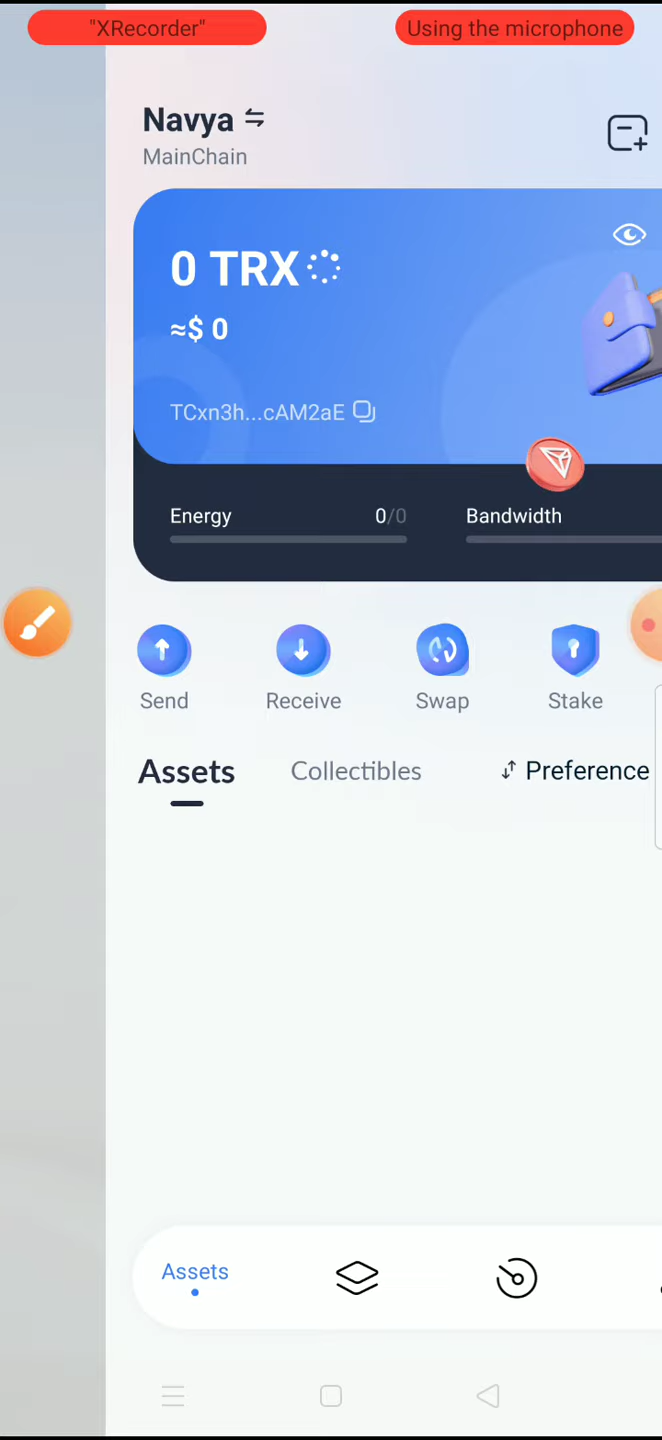 "XRecorder" Using the microphone
Navya
MainChain
0 TRX
≈$ 0
TCxn3h...cAM2aE
Energy 0/0 Bandwidth
Send Receive Swap Stake
Assets Collectibles Preference
Assets